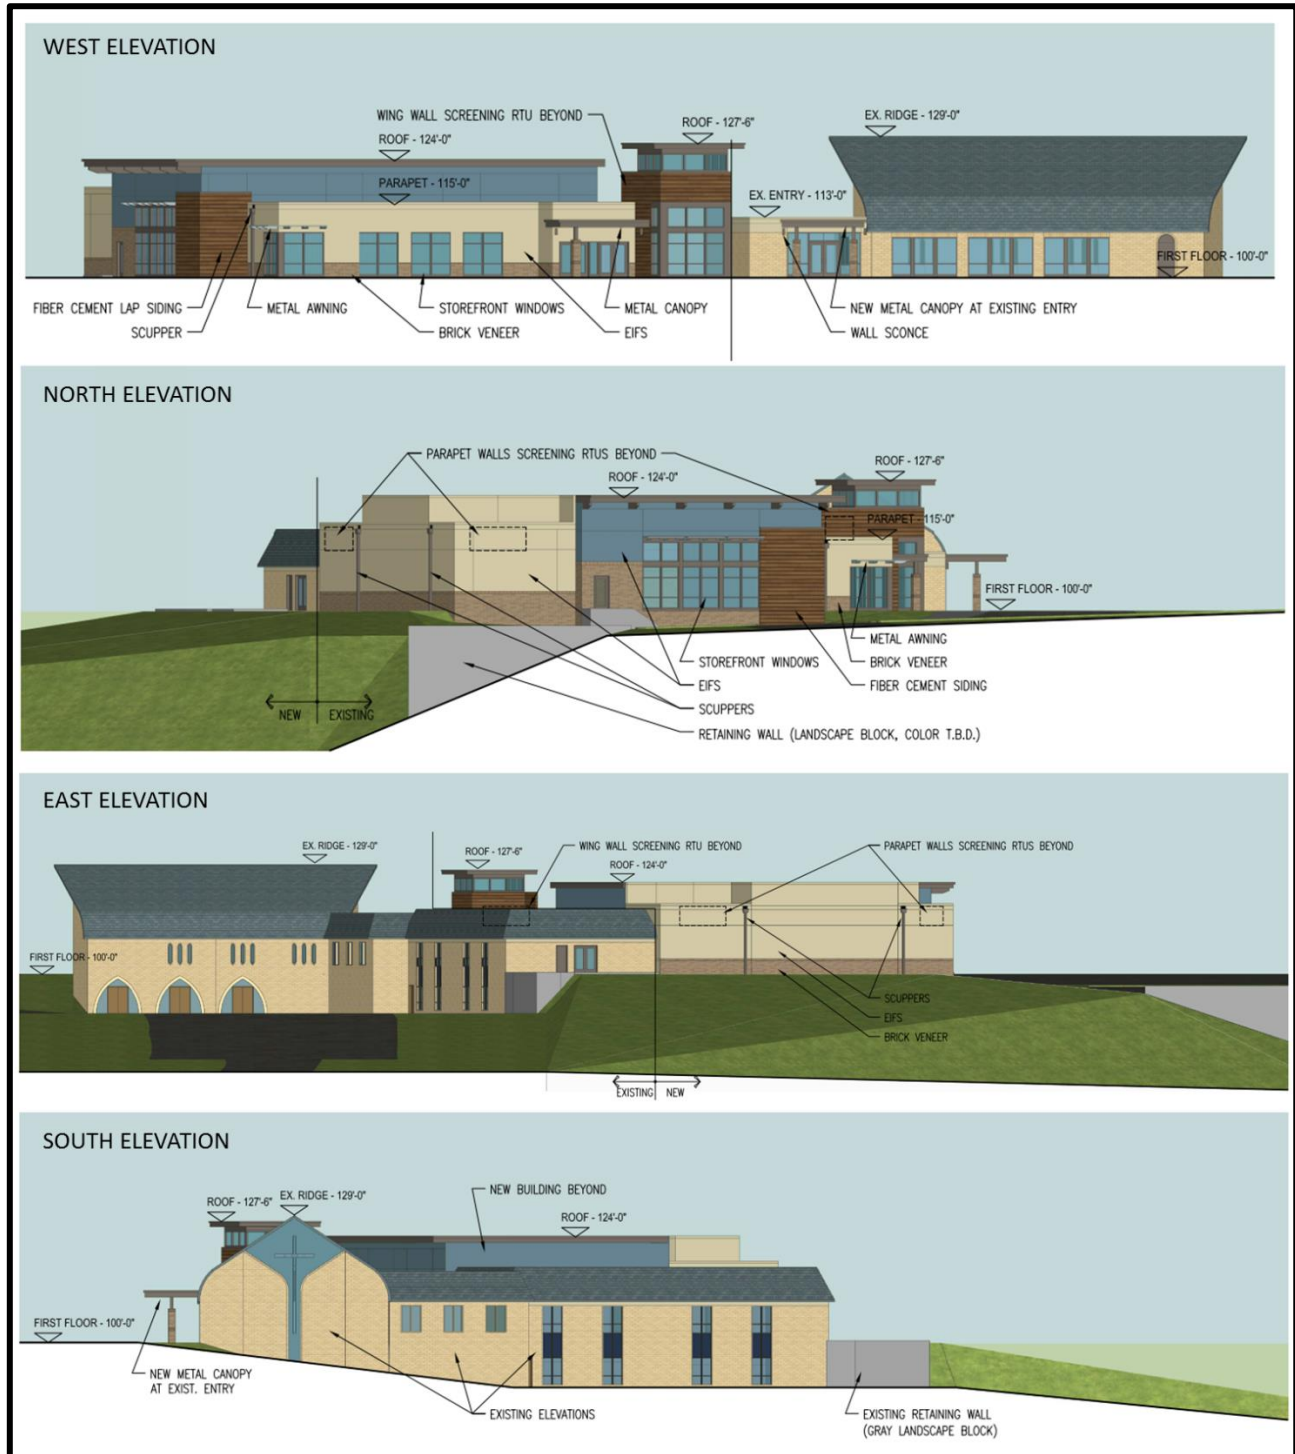 WEST ELEVATION
WING WALL SCREENING RTU BEYOND
ROOF - 127'-6"
EX. RIDGE - 129'-0"
ROOF - 124'-0"
PARAPET - 115'-0"
EX. ENTRY - 113'-0"
FIRST FLOOR - 100'-0"
FIBER CEMENT LAP SIDING
METAL AWNING
STOREFRONT WINDOWS
METAL CANOPY
NEW METAL CANOPY AT EXISTING ENTRY
SCUPPER
BRICK VENEER
EIFS
WALL SCONCE
NORTH ELEVATION
PARAPET WALLS SCREENING RTUS BEYOND
ROOF - 127'-6"
ROOF - 124'-0"
PARAPET - 115'-0"
FIRST FLOOR - 100'-0"
METAL AWNING
STOREFRONT WINDOWS
BRICK VENEER
EIFS
FIBER CEMENT SIDING
SCUPPERS
NEW EXISTING
RETAINING WALL (LANDSCAPE BLOCK, COLOR T.B.D.)
EAST ELEVATION
EX. RIDGE - 129'-0"
ROOF - 127'-6"
WING WALL SCREENING RTU BEYOND
PARAPET WALLS SCREENING RTUS BEYOND
ROOF - 124'-0"
FIRST FLOOR - 100'-0"
SCUPPERS
EIFS
BRICK VENEER
EXISTING NEW
SOUTH ELEVATION
NEW BUILDING BEYOND
ROOF - 127'-6"
EX. RIDGE - 129'-0"
ROOF - 124'-0"
FIRST FLOOR - 100'-0"
NEW METAL CANOPY
AT EXIST. ENTRY
EXISTING ELEVATIONS
EXISTING RETAINING WALL
(GRAY LANDSCAPE BLOCK)